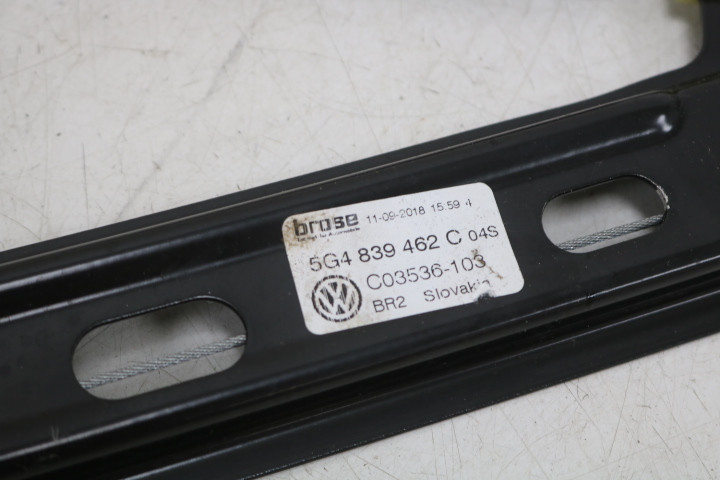 brose 11-09-2018 15:59 4
5G4 839 462 C 04S
C03536-103
BR2 Slovakia